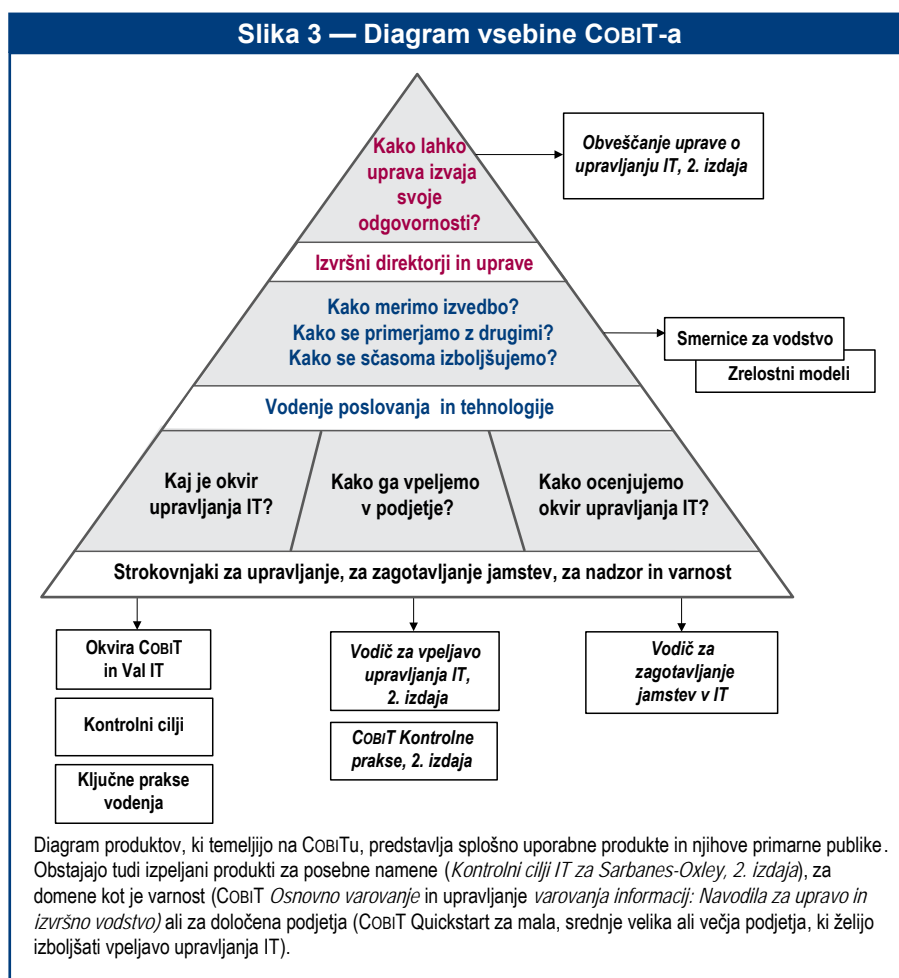 Slika 3 — Diagram vsebine COBIT-a
Kako lahko
uprava izvaja
svoje
odgovornosti?
Obveščanje uprave o
upravljanju IT, 2. izdaja
Izvršni direktorji in uprave
Kako merimo izvedbo?
Kako se primerjamo z drugimi?
Kako se sčasoma izboljšujemo?
Smernice za vodstvo
Zrelostni modeli
Vodenje poslovanja in tehnologije
Kaj je okvir
upravljanja IT?
Kako ga vpeljemo
v podjetje?
Kako ocenjujemo
okvir upravljanja IT?
Strokovnjaki za upravljanje, za zagotavljanje jamstev, za nadzor in varnost
Okvira COBIT
in Val IT
Kontrolni cilji
Ključne prakse
vodenja
Vodič za vpeljavo
upravljanja IT,
2. izdaja
COBIT Kontrolne
prakse, 2. izdaja
Vodič za
zagotavljanje
jamstev v IT
Diagram produktov, ki temeljijo na COBITu, predstavlja splošno uporabne produkte in njihove primarne publike.
Obstajajo tudi izpeljani produkti za posebne namene (Kontrolni cilji IT za Sarbanes-Oxley, 2. izdaja), za
domene kot je varnost (COBIT Osnovno varovanje in upravljanje varovanja informacij: Navodila za upravo in
izvršno vodstvo) ali za določena podjetja (COBIT Quickstart za mala, srednje velika ali večja podjetja, ki želijo
izboljšati vpeljavo upravljanja IT).